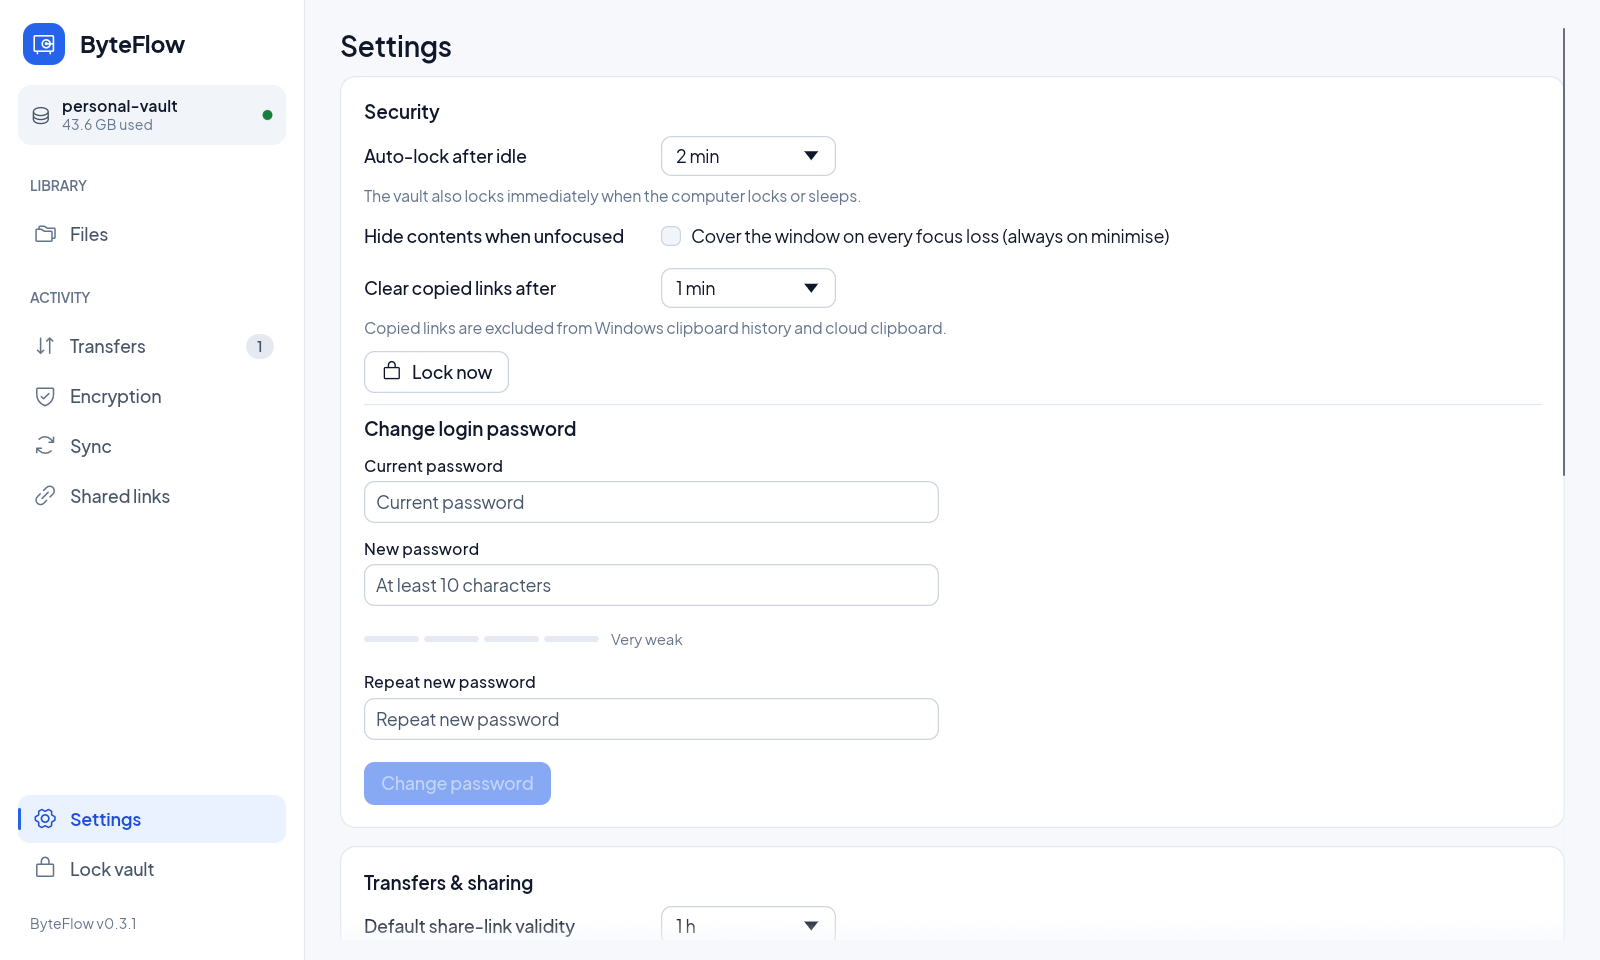 ByteFlow
personal-vault
43.6 GB used
LIBRARY
Files
ACTIVITY
Transfers 1
Encryption
Sync
Shared links
Settings
Lock vault
ByteFlow v0.3.1
Settings
Security
Auto-lock after idle 2 min
The vault also locks immediately when the computer locks or sleeps.
Hide contents when unfocused Cover the window on every focus loss (always on minimise)
Clear copied links after 1 min
Copied links are excluded from Windows clipboard history and cloud clipboard.
Lock now
Change login password
Current password
Current password
New password
At least 10 characters
Very weak
Repeat new password
Repeat new password
Change password
Transfers & sharing
Default share-link validity 1 h